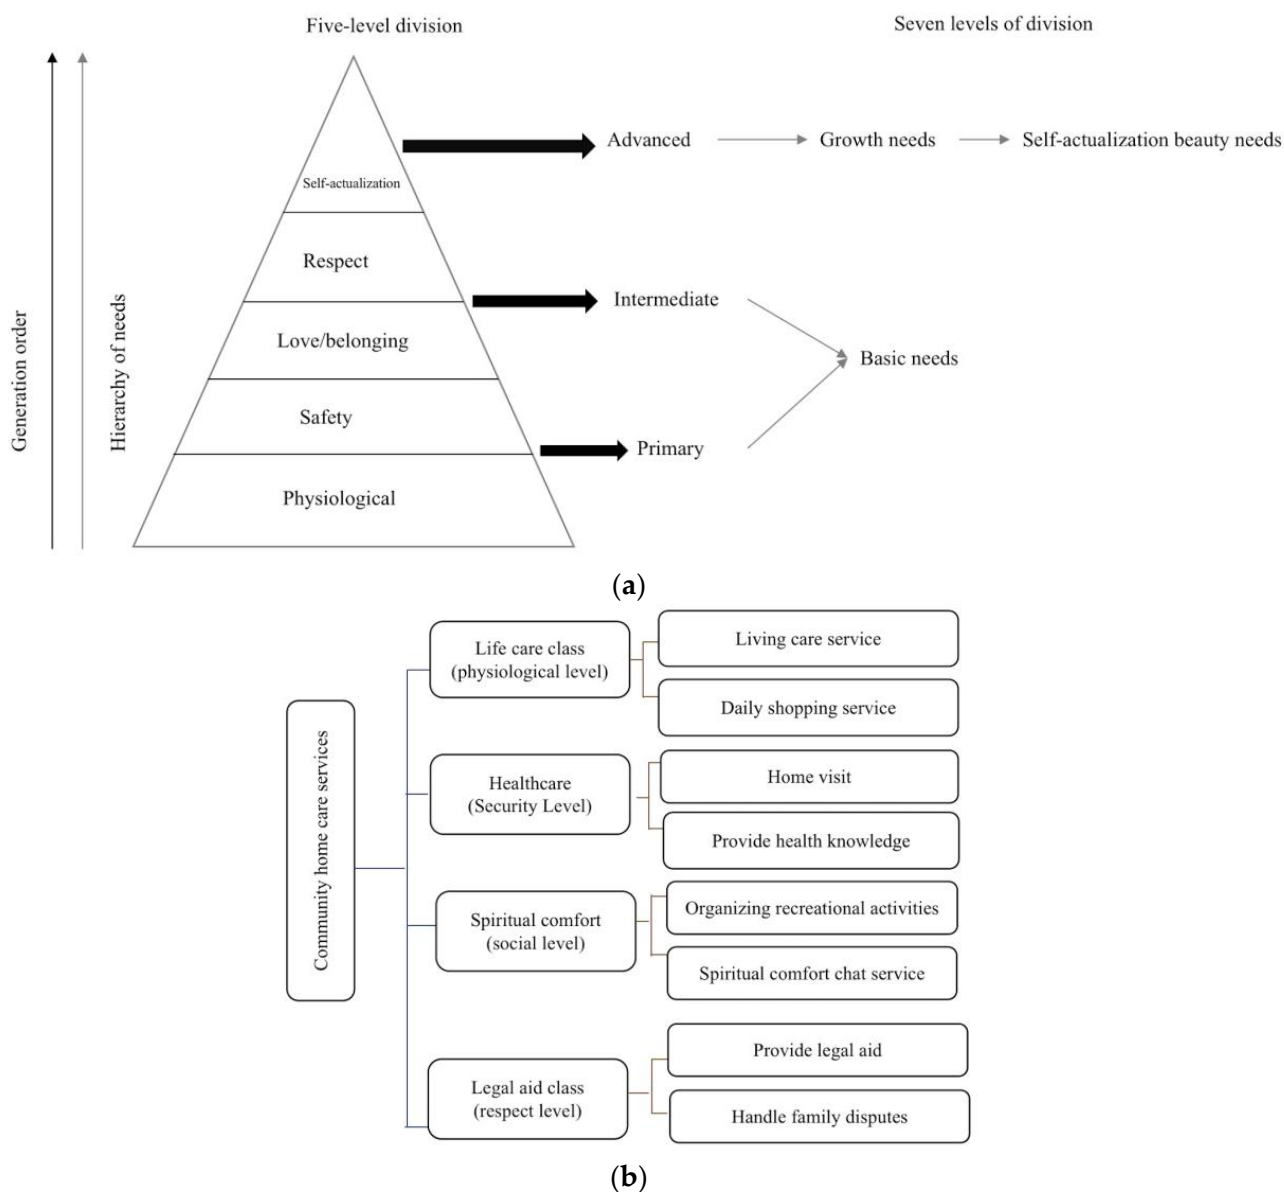 Five-level division
Seven levels of division
Generation order
Hierarchy of needs
Self-actualization
Respect
Love/belonging
Safety
Physiological
Advanced
Growth needs
Self-actualization beauty needs
Intermediate
Basic needs
Primary
(a)
Community home care services
Life care class
(physiological level)
Living care service
Daily shopping service
Healthcare
(Security Level)
Home visit
Provide health knowledge
Spiritual comfort
(social level)
Organizing recreational activities
Spiritual comfort chat service
Legal aid class
(respect level)
Provide legal aid
Handle family disputes
(b)